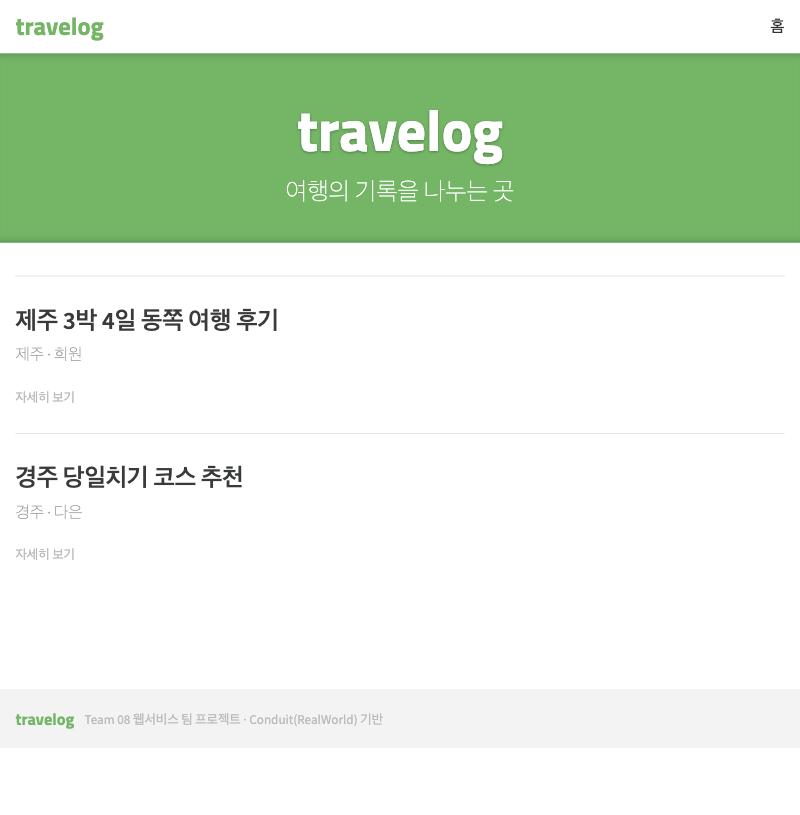 travelog
홈
travelog
여행의 기록을 나누는 곳
제주 3박 4일 동쪽 여행 후기
제주 · 희원
자세히 보기
경주 당일치기 코스 추천
경주 · 다은
자세히 보기
travelog Team 08 웹서비스 팀 프로젝트 · Conduit(RealWorld) 기반